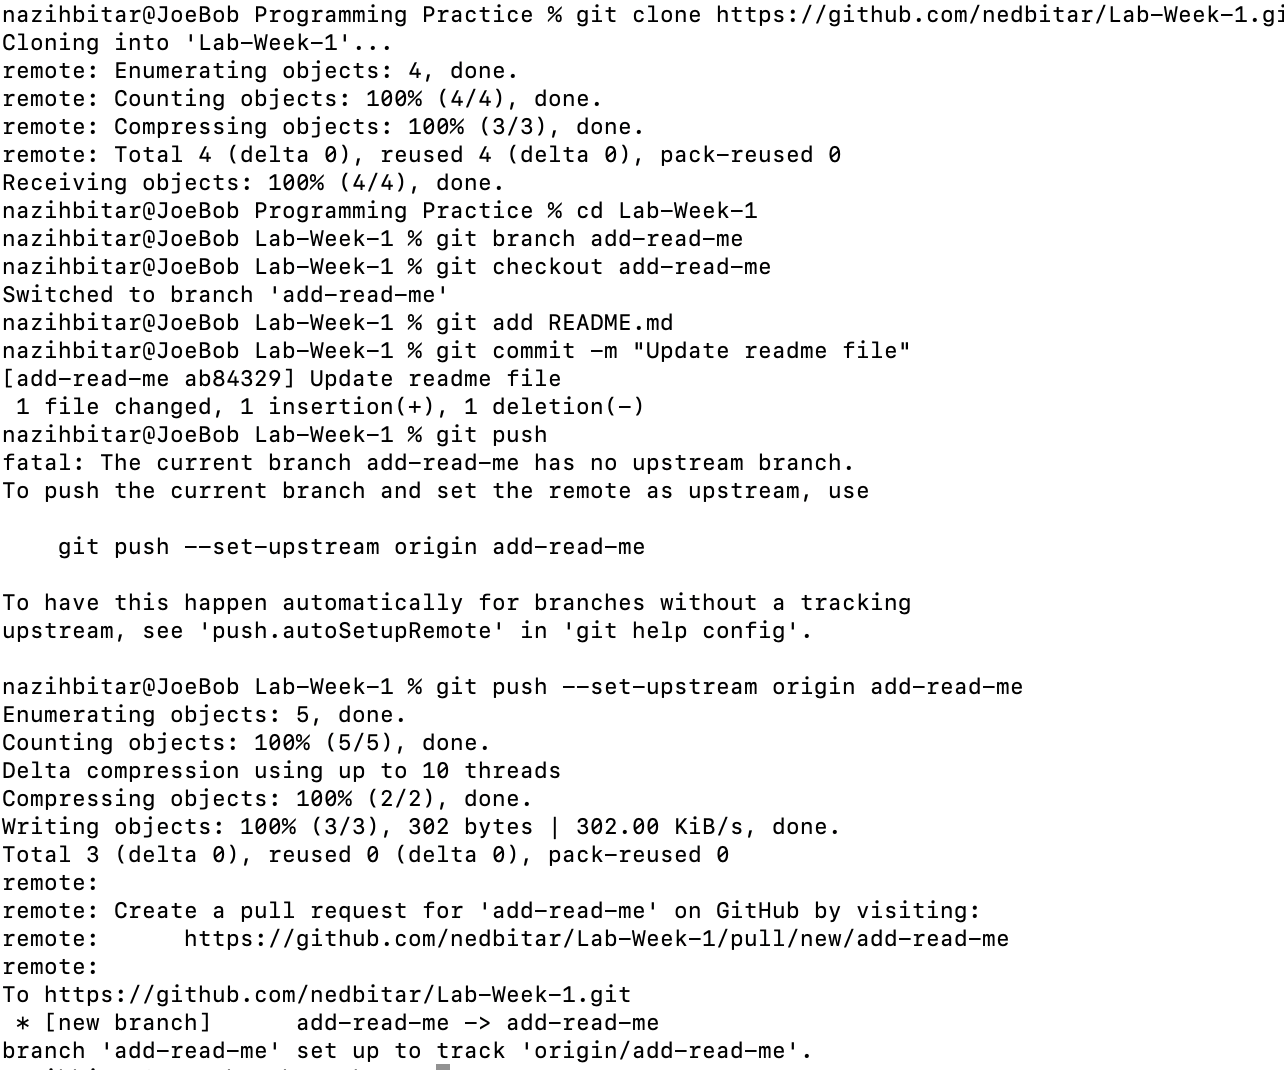 nazihbitar@JoeBob Programming Practice % git clone https://github.com/nedbitar/Lab-Week-1.gi
Cloning into 'Lab-Week-1'...
remote: Enumerating objects: 4, done.
remote: Counting objects: 100% (4/4), done.
remote: Compressing objects: 100% (3/3), done.
remote: Total 4 (delta 0), reused 4 (delta 0), pack-reused 0
Receiving objects: 100% (4/4), done.
nazihbitar@JoeBob Programming Practice % cd Lab-Week-1
nazihbitar@JoeBob Lab-Week-1 % git branch add-read-me
nazihbitar@JoeBob Lab-Week-1 % git checkout add-read-me
Switched to branch 'add-read-me'
nazihbitar@JoeBob Lab-Week-1 % git add README.md
nazihbitar@JoeBob Lab-Week-1 % git commit -m "Update readme file"
[add-read-me ab84329] Update readme file
 1 file changed, 1 insertion(+), 1 deletion(-)
nazihbitar@JoeBob Lab-Week-1 % git push
fatal: The current branch add-read-me has no upstream branch.
To push the current branch and set the remote as upstream, use

    git push --set-upstream origin add-read-me

To have this happen automatically for branches without a tracking
upstream, see 'push.autoSetupRemote' in 'git help config'.

nazihbitar@JoeBob Lab-Week-1 % git push --set-upstream origin add-read-me
Enumerating objects: 5, done.
Counting objects: 100% (5/5), done.
Delta compression using up to 10 threads
Compressing objects: 100% (2/2), done.
Writing objects: 100% (3/3), 302 bytes | 302.00 KiB/s, done.
Total 3 (delta 0), reused 0 (delta 0), pack-reused 0
remote:
remote: Create a pull request for 'add-read-me' on GitHub by visiting:
remote:      https://github.com/nedbitar/Lab-Week-1/pull/new/add-read-me
remote:
To https://github.com/nedbitar/Lab-Week-1.git
 * [new branch]      add-read-me -> add-read-me
branch 'add-read-me' set up to track 'origin/add-read-me'.